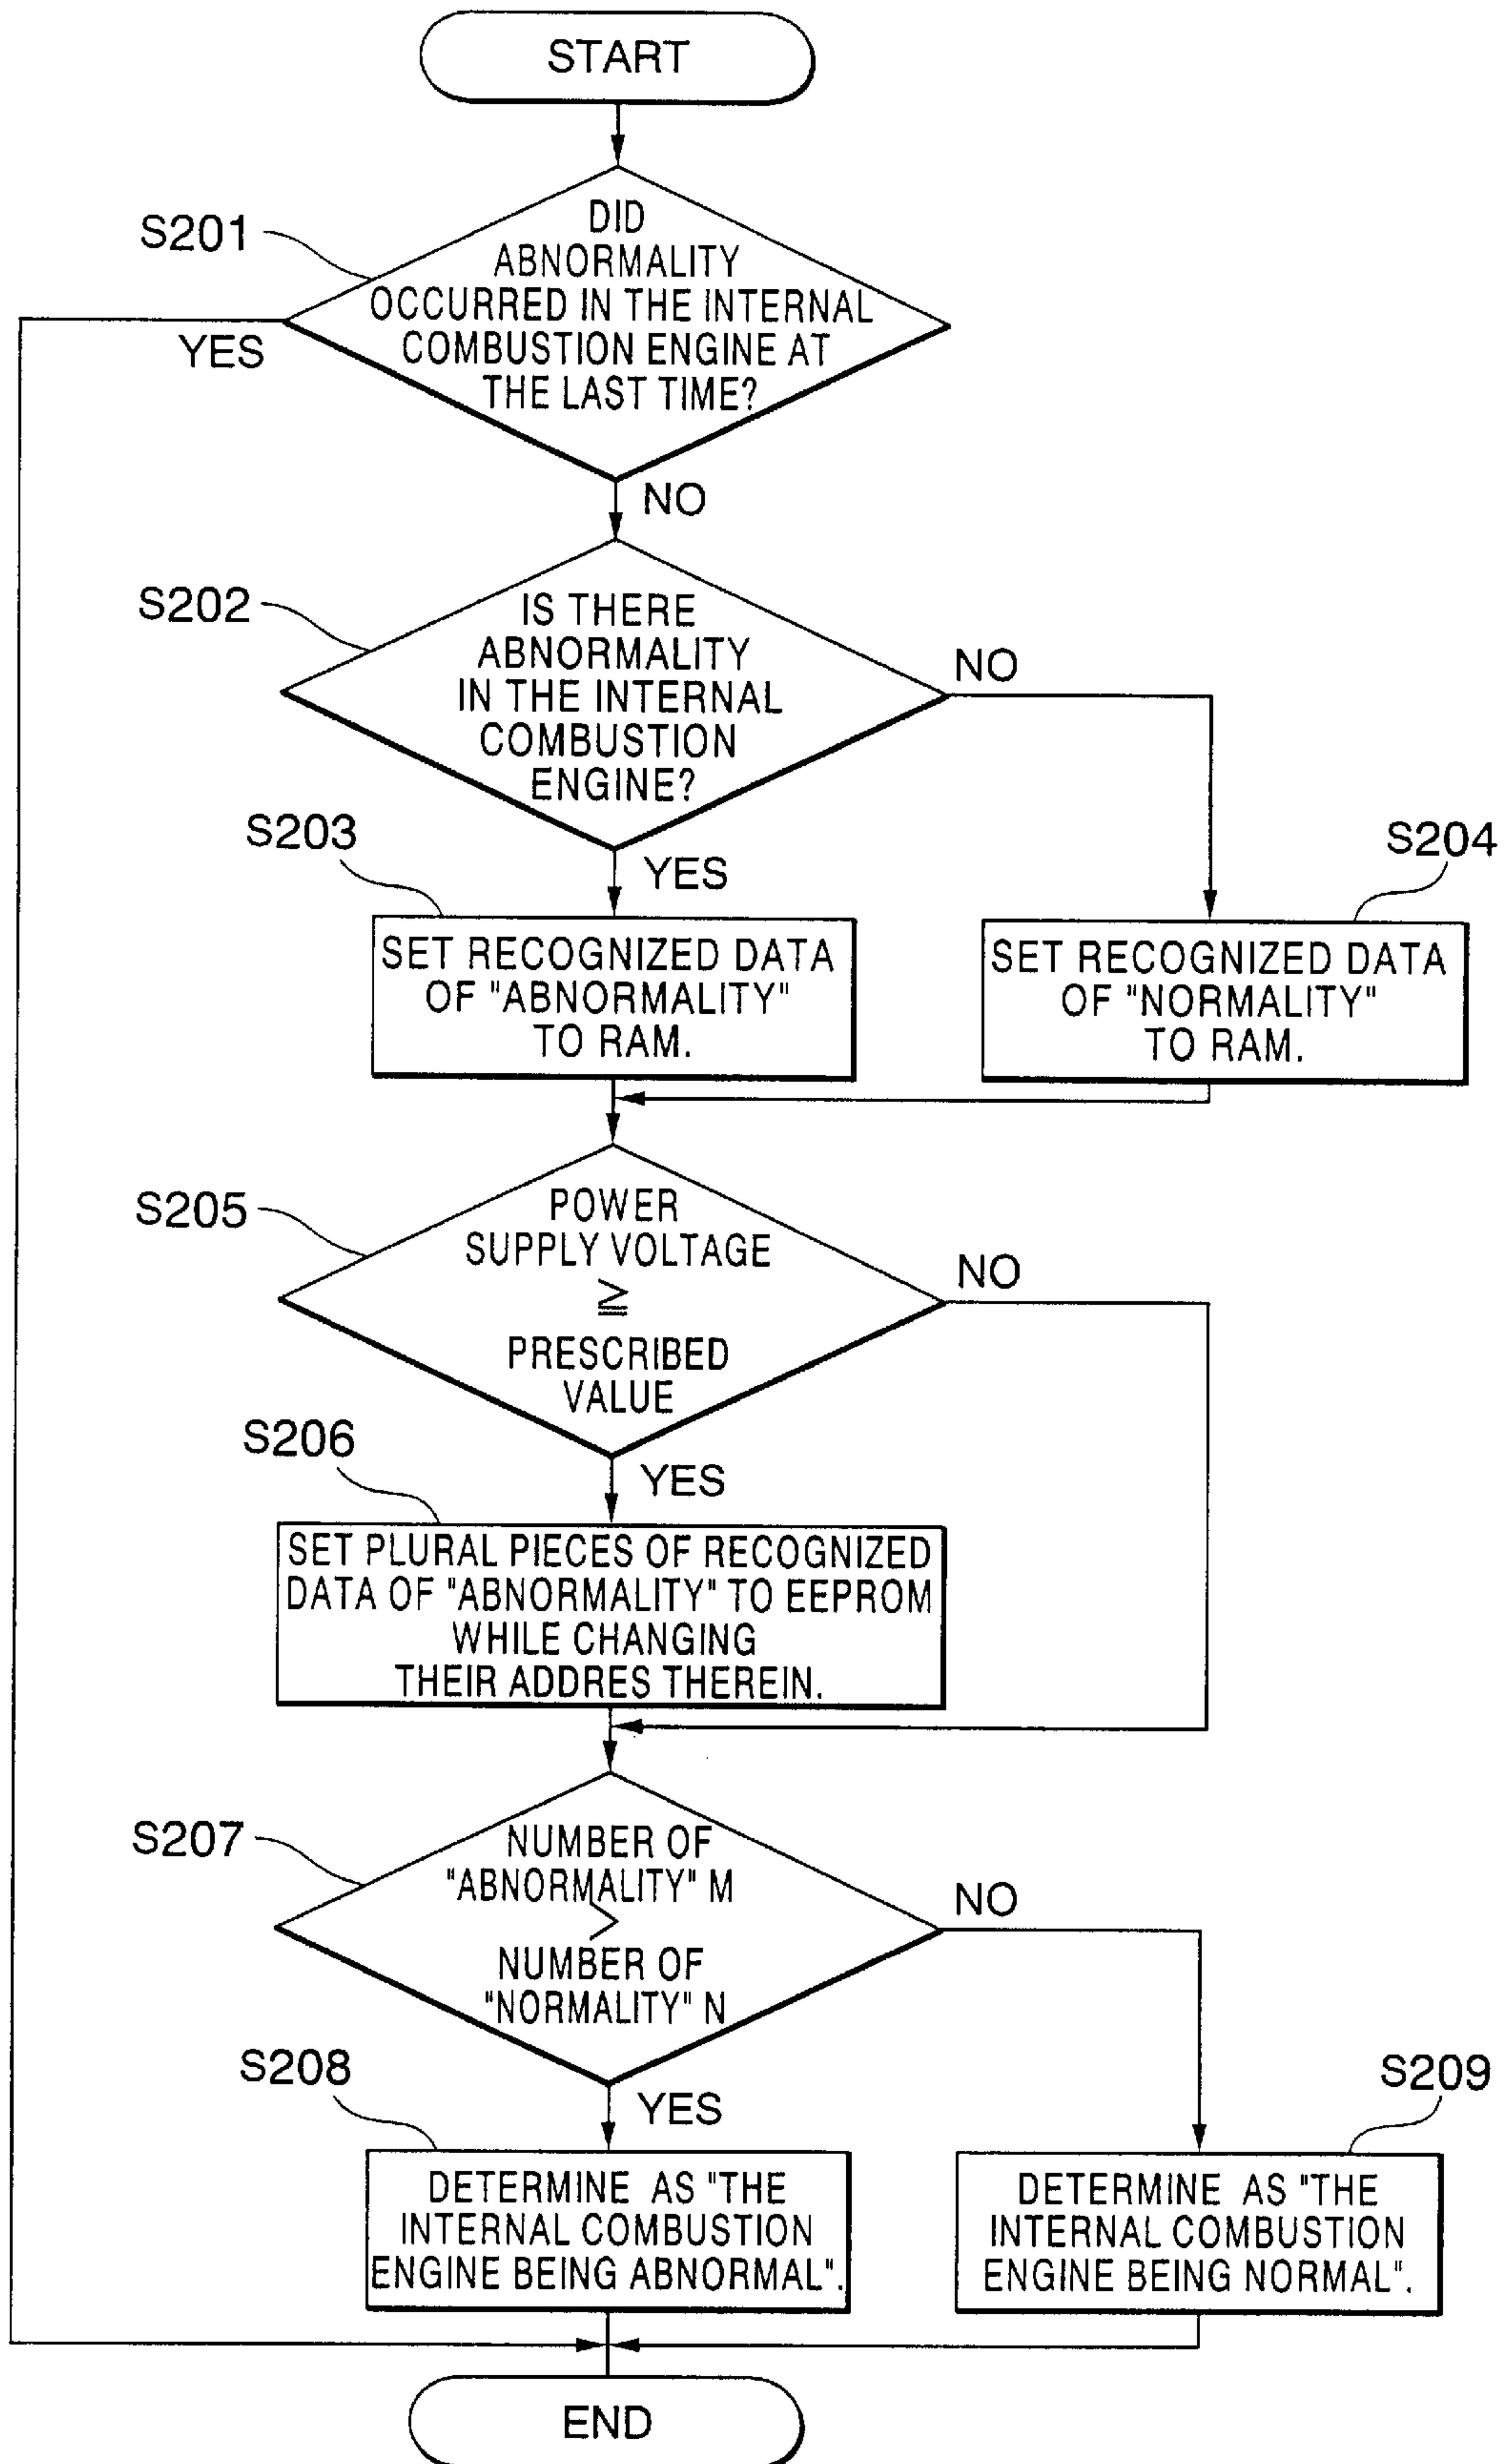 START
S201
DID
ABNORMALITY
OCCURRED IN THE INTERNAL
COMBUSTION ENGINE AT
THE LAST TIME?
YES
NO
S202
IS THERE
ABNORMALITY
IN THE INTERNAL
COMBUSTION
ENGINE?
NO
YES
S203
SET RECOGNIZED DATA
OF "ABNORMALITY"
TO RAM.
S204
SET RECOGNIZED DATA
OF "NORMALITY"
TO RAM.
S205
POWER
SUPPLY VOLTAGE
≧
PRESCRIBED
VALUE
NO
YES
S206
SET PLURAL PIECES OF RECOGNIZED
DATA OF "ABNORMALITY" TO EEPROM
WHILE CHANGING
THEIR ADDRES THEREIN.
S207
NUMBER OF
"ABNORMALITY" M
>
NUMBER OF
"NORMALITY" N
NO
YES
S208
DETERMINE AS "THE
INTERNAL COMBUSTION
ENGINE BEING ABNORMAL".
S209
DETERMINE AS "THE
INTERNAL COMBUSTION
ENGINE BEING NORMAL".
END